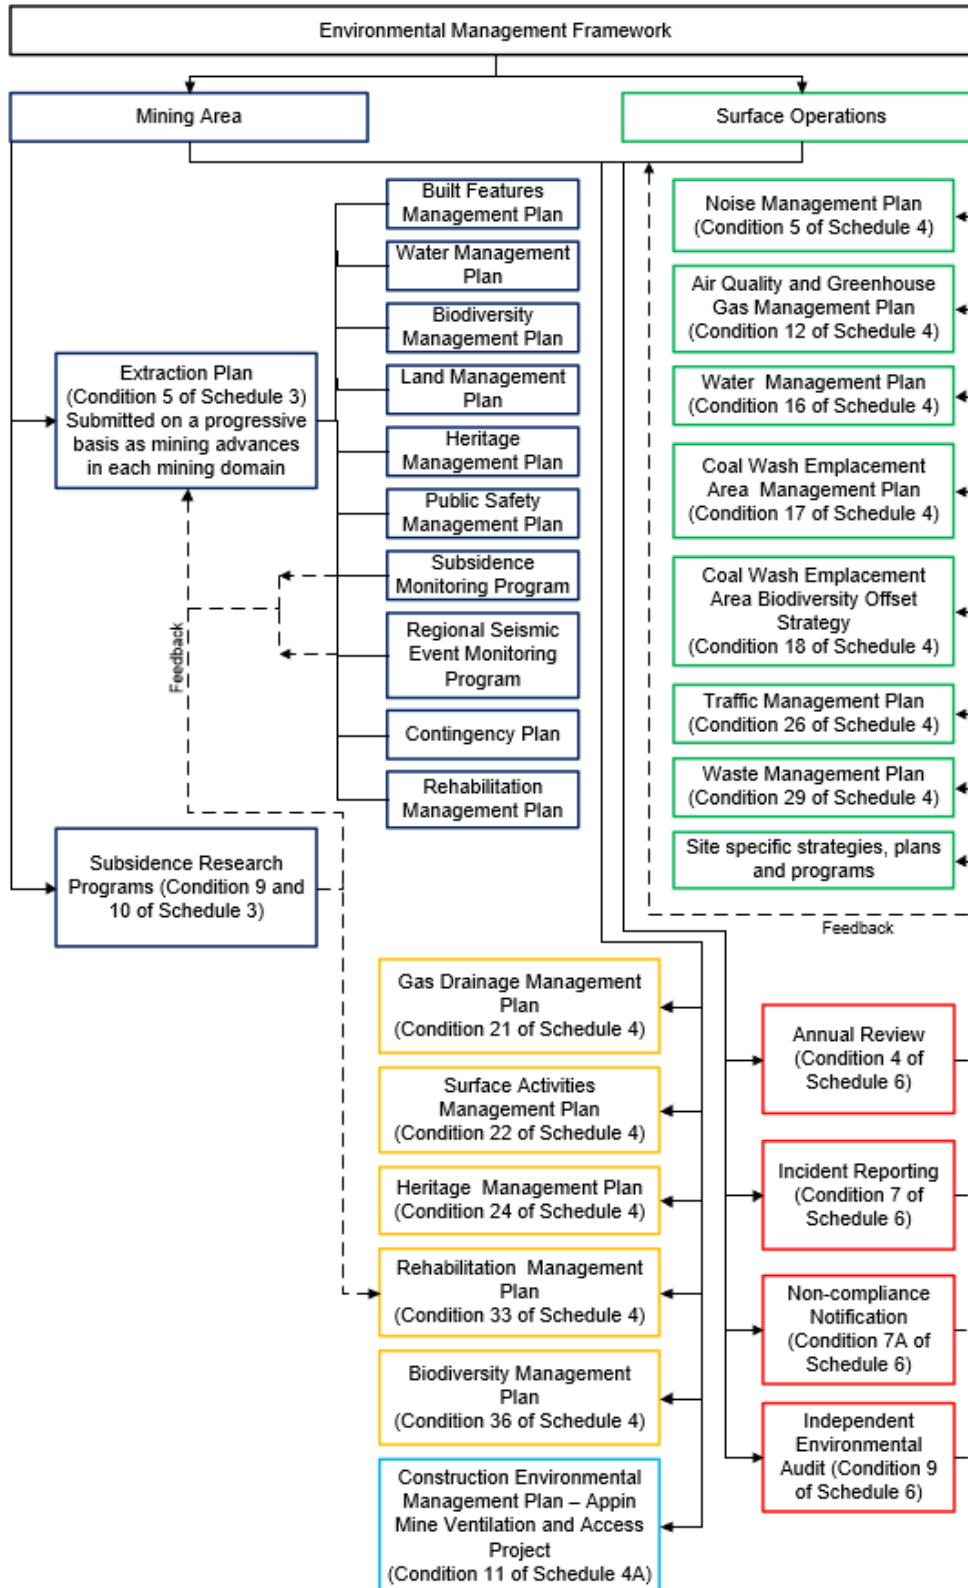 Environmental Management Framework
Mining Area
Surface Operations
Built Features
Management Plan
Water Management
Plan
Biodiversity
Management Plan
Land Management
Plan
Heritage
Management Plan
Public Safety
Management Plan
Subsidence
Monitoring Program
Regional Seismic
Event Monitoring
Program
Contingency Plan
Rehabilitation
Management Plan
Extraction Plan
(Condition 5 of Schedule 3)
Submitted on a progressive
basis as mining advances
in each mining domain
Feedback
Subsidence Research
Programs (Condition 9 and
10 of Schedule 3)
Noise Management Plan
(Condition 5 of Schedule 4)
Air Quality and Greenhouse
Gas Management Plan
(Condition 12 of Schedule 4)
Water  Management Plan
(Condition 16 of Schedule 4)
Coal Wash Emplacement
Area  Management Plan
(Condition 17 of Schedule 4)
Coal Wash Emplacement
Area Biodiversity Offset
Strategy
(Condition 18 of Schedule 4)
Traffic Management Plan
(Condition 26 of Schedule 4)
Waste Management Plan
(Condition 29 of Schedule 4)
Site specific strategies, plans
and programs
Feedback
Gas Drainage Management
Plan
(Condition 21 of Schedule 4)
Surface Activities
Management Plan
(Condition 22 of Schedule 4)
Heritage  Management Plan
(Condition 24 of Schedule 4)
Rehabilitation  Management
Plan
(Condition 33 of Schedule 4)
Biodiversity Management
Plan
(Condition 36 of Schedule 4)
Construction Environmental
Management Plan – Appin
Mine Ventilation and Access
Project
(Condition 11 of Schedule 4A)
Annual Review
(Condition 4 of
Schedule 6)
Incident Reporting
(Condition 7 of
Schedule 6)
Non-compliance
Notification
(Condition 7A of
Schedule 6)
Independent
Environmental
Audit (Condition 9
of Schedule 6)